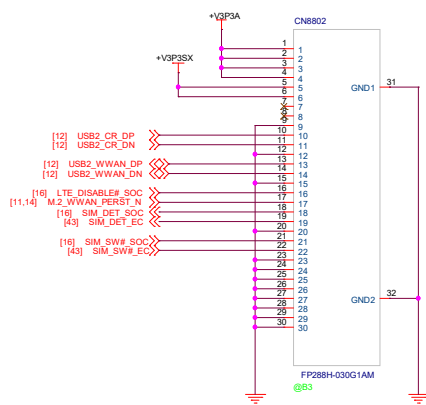 +V3P3A
CN8802
+V3P3SX
1 1
2 2
3 3
4 4
5 5
6 6
7 7
8 8
9 9
[12] USB2_CR_DP 10 10
[12] USB2_CR_DN 11 11
12 12
[12] USB2_WWAN_DP 13 13
[12] USB2_WWAN_DN 14 14
15 15
[16] LTE_DISABLE#_SOC 16 16
[11,14] M.2_WWAN_PERST_N 17 17
[16] SIM_DET_SOC 18 18
[43] SIM_DET_EC 19 19
20 20
[16] SIM_SW#_SOC 21 21
[43] SIM_SW#_EC 22 22
23 23
24 24
25 25
26 26
27 27
28 28
29 29
30 30
GND1 31
GND2 32
FP288H-030G1AM
@B3